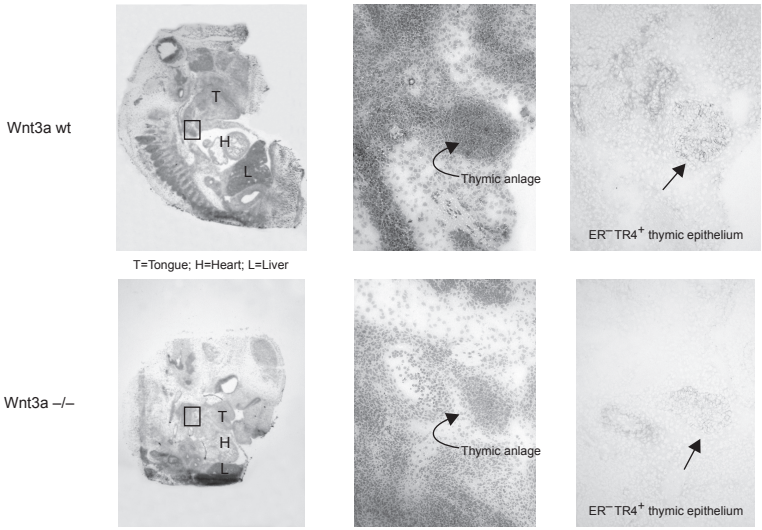 Wnt3a wt
T
H
L
Thymic anlage
ER⁻TR4⁺ thymic epithelium
T=Tongue; H=Heart; L=Liver
Wnt3a –/–
T
H
L
Thymic anlage
ER⁻TR4⁺ thymic epithelium